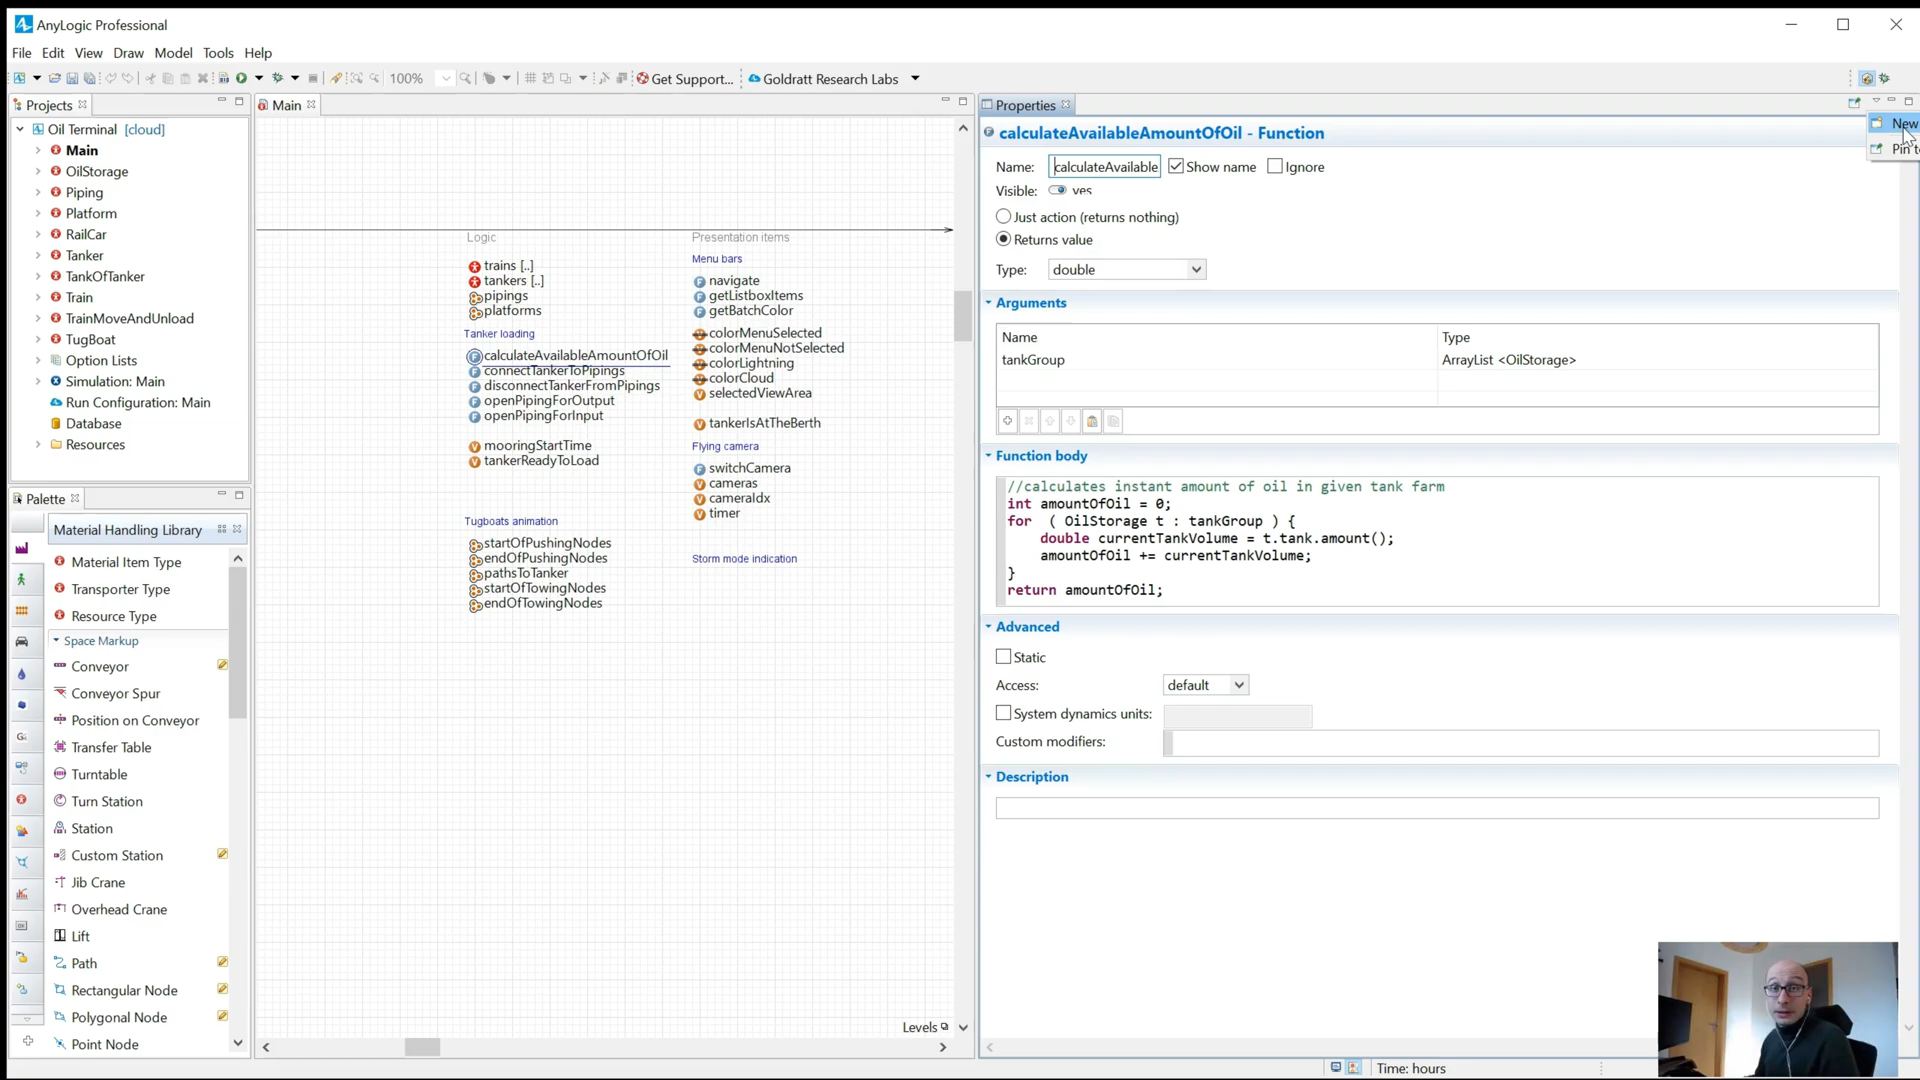 AnyLogic Professional
File Edit View Draw Model Tools Help
100% Get Support... Goldratt Research Labs
Projects
Oil Terminal [cloud]
Main
OilStorage
Piping
Platform
RailCar
Tanker
TankOfTanker
Train
TrainMoveAndUnload
TugBoat
Option Lists
Simulation: Main
Run Configuration: Main
Database
Resources
Palette
Material Handling Library
Material Item Type
Transporter Type
Resource Type
Space Markup
Conveyor
Conveyor Spur
Position on Conveyor
Transfer Table
Turntable
Turn Station
Station
Custom Station
Jib Crane
Overhead Crane
Lift
Path
Rectangular Node
Polygonal Node
Point Node
Main
Logic
trains [..]
tankers [..]
pipings
platforms
Tanker loading
calculateAvailableAmountOfOil
connectTankerToPipings
disconnectTankerFromPipings
openPipingForOutput
openPipingForInput
mooringStartTime
tankerReadyToLoad
Tugboats animation
startOfPushingNodes
endOfPushingNodes
pathsToTanker
startOfTowingNodes
endOfTowingNodes
Presentation items
Menu bars
navigate
getListboxItems
getBatchColor
colorMenuSelected
colorMenuNotSelected
colorLightning
colorCloud
selectedViewArea
tankerIsAtTheBerth
Flying camera
switchCamera
cameras
cameraIdx
timer
Storm mode indication
Levels
Properties
New
Pin t
calculateAvailableAmountOfOil - Function
Name: calculateAvailable Show name Ignore
Visible: yes
Just action (returns nothing)
Returns value
Type: double
Arguments
Name Type
tankGroup ArrayList <OilStorage>
Function body
//calculates instant amount of oil in given tank farm
int amountOfOil = 0;
for ( OilStorage t : tankGroup ) {
double currentTankVolume = t.tank.amount();
amountOfOil += currentTankVolume;
}
return amountOfOil;
Advanced
Static
Access: default
System dynamics units:
Custom modifiers:
Description
Time: hours